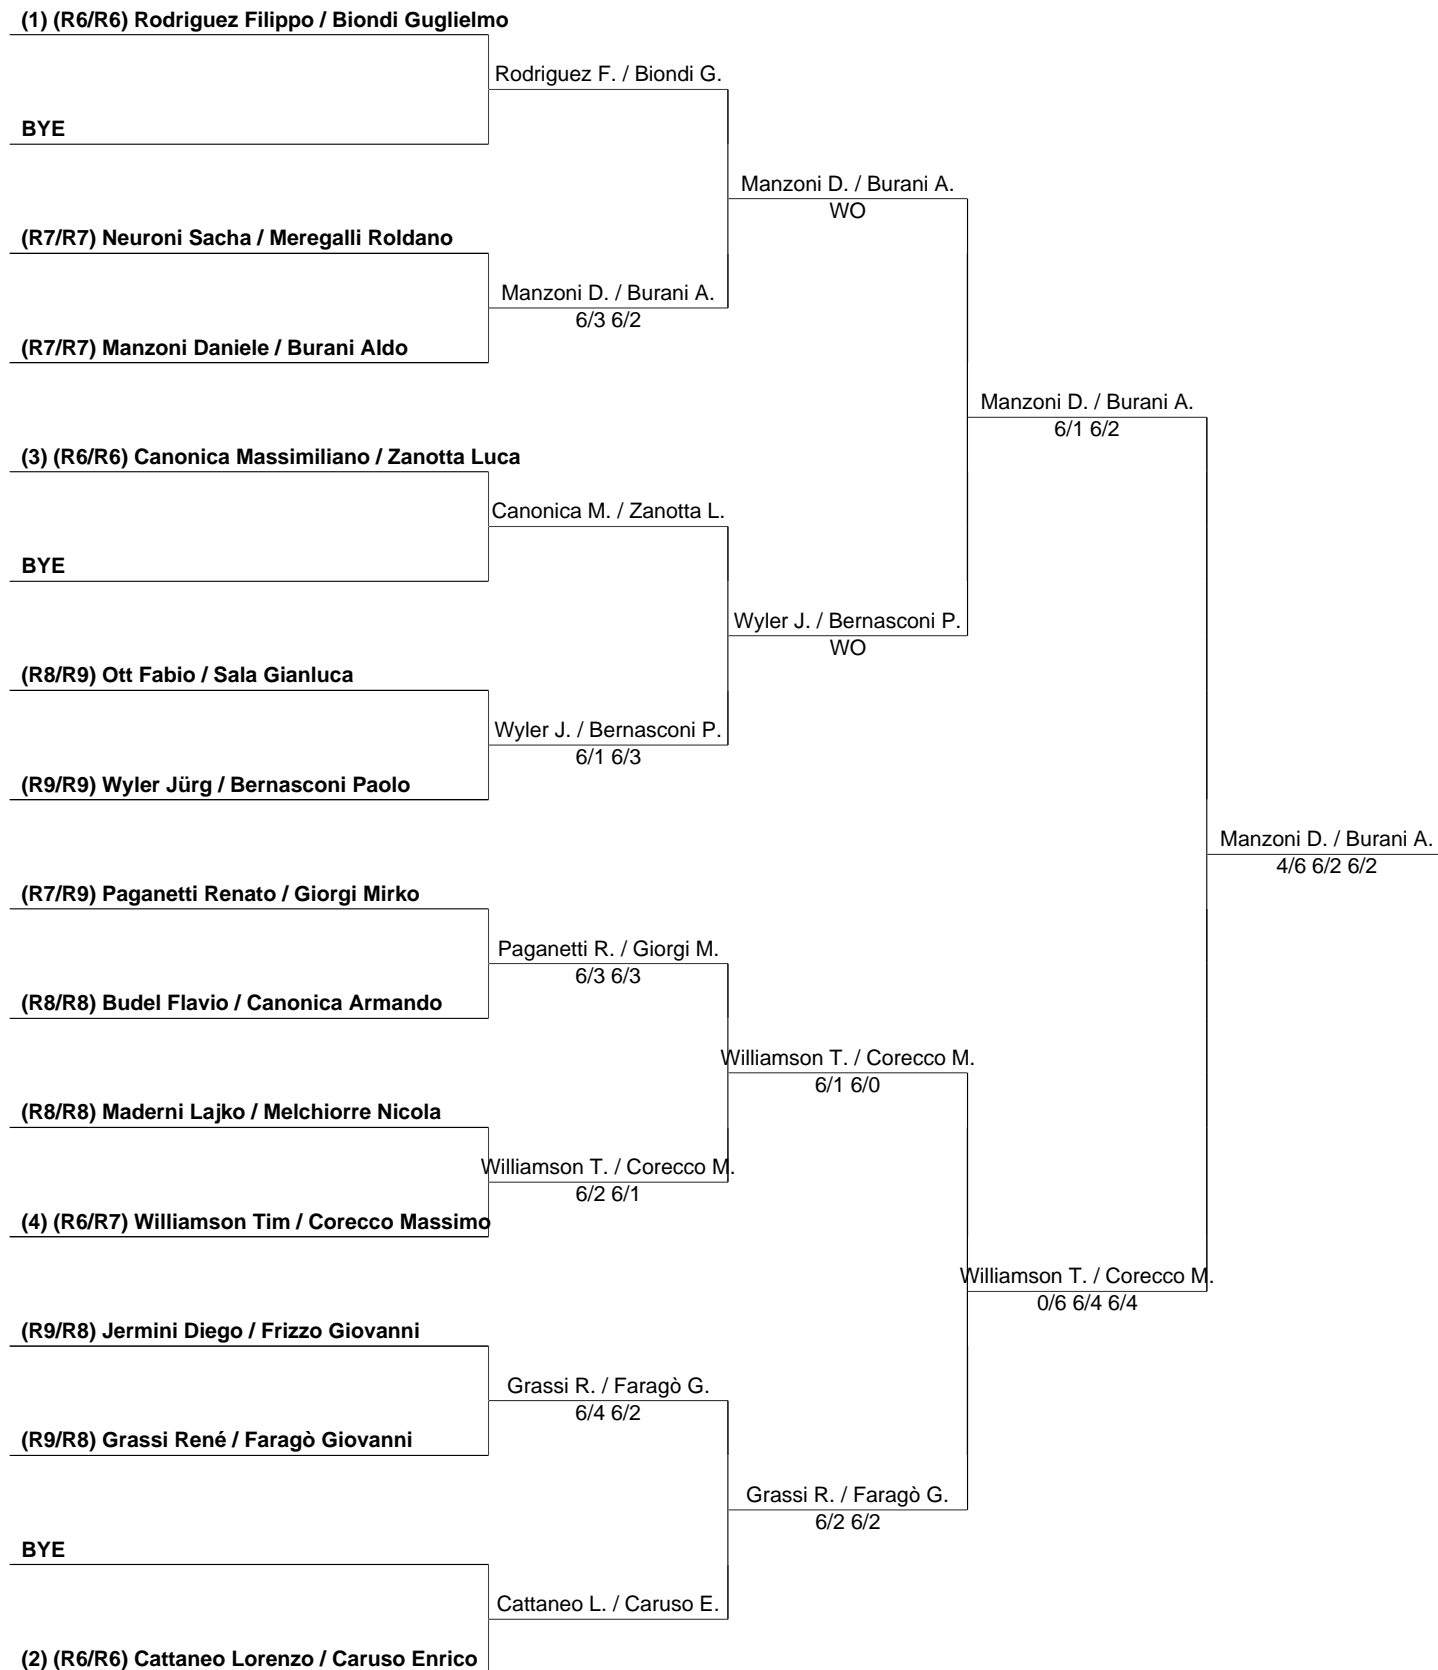 (1) (R6/R6) Rodriguez Filippo / Biondi Guglielmo
Rodriguez F. / Biondi G.
BYE
Manzoni D. / Burani A.
WO
(R7/R7) Neuroni Sacha / Meregalli Roldano
Manzoni D. / Burani A.
6/3 6/2
(R7/R7) Manzoni Daniele / Burani Aldo
Manzoni D. / Burani A.
6/1 6/2
(3) (R6/R6) Canonica Massimiliano / Zanotta Luca
Canonica M. / Zanotta L.
BYE
Wyler J. / Bernasconi P.
WO
(R8/R9) Ott Fabio / Sala Gianluca
Wyler J. / Bernasconi P.
6/1 6/3
(R9/R9) Wyler Jürg / Bernasconi Paolo
Manzoni D. / Burani A.
4/6 6/2 6/2
(R7/R9) Paganetti Renato / Giorgi Mirko
Paganetti R. / Giorgi M.
6/3 6/3
(R8/R8) Budel Flavio / Canonica Armando
Williamson T. / Corecco M.
6/1 6/0
(R8/R8) Maderni Lajko / Melchiorre Nicola
Williamson T. / Corecco M.
6/2 6/1
(4) (R6/R7) Williamson Tim / Corecco Massimo
Williamson T. / Corecco M.
0/6 6/4 6/4
(R9/R8) Jermini Diego / Frizzo Giovanni
Grassi R. / Faragò G.
6/4 6/2
(R9/R8) Grassi René / Faragò Giovanni
Grassi R. / Faragò G.
6/2 6/2
BYE
Cattaneo L. / Caruso E.
(2) (R6/R6) Cattaneo Lorenzo / Caruso Enrico